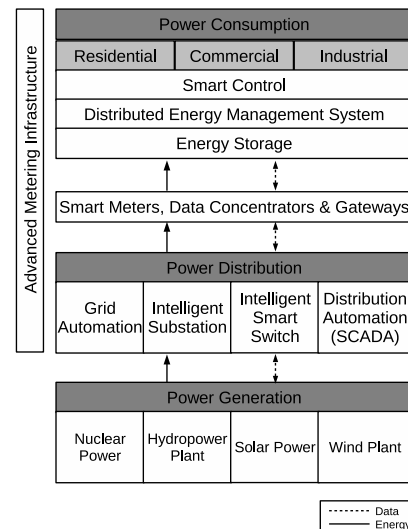 Advanced Metering Infrastructure
Power Consumption
Residential
Commercial
Industrial
Smart Control
Distributed Energy Management System
Energy Storage
Smart Meters, Data Concentrators & Gateways
Power Distribution
Grid
Automation
Intelligent
Substation
Intelligent
Smart
Switch
Distribution
Automation
(SCADA)
Power Generation
Nuclear
Power
Hydropower
Plant
Solar Power
Wind Plant
Data
Energy